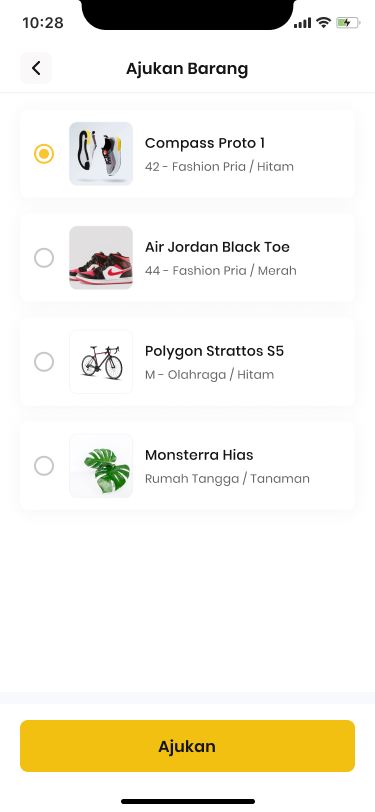 10:28
Ajukan Barang
Compass Proto 1
42 - Fashion Pria / Hitam
Air Jordan Black Toe
44 - Fashion Pria / Merah
Polygon Strattos S5
M - Olahraga / Hitam
Monsterra Hias
Rumah Tangga / Tanaman
Ajukan